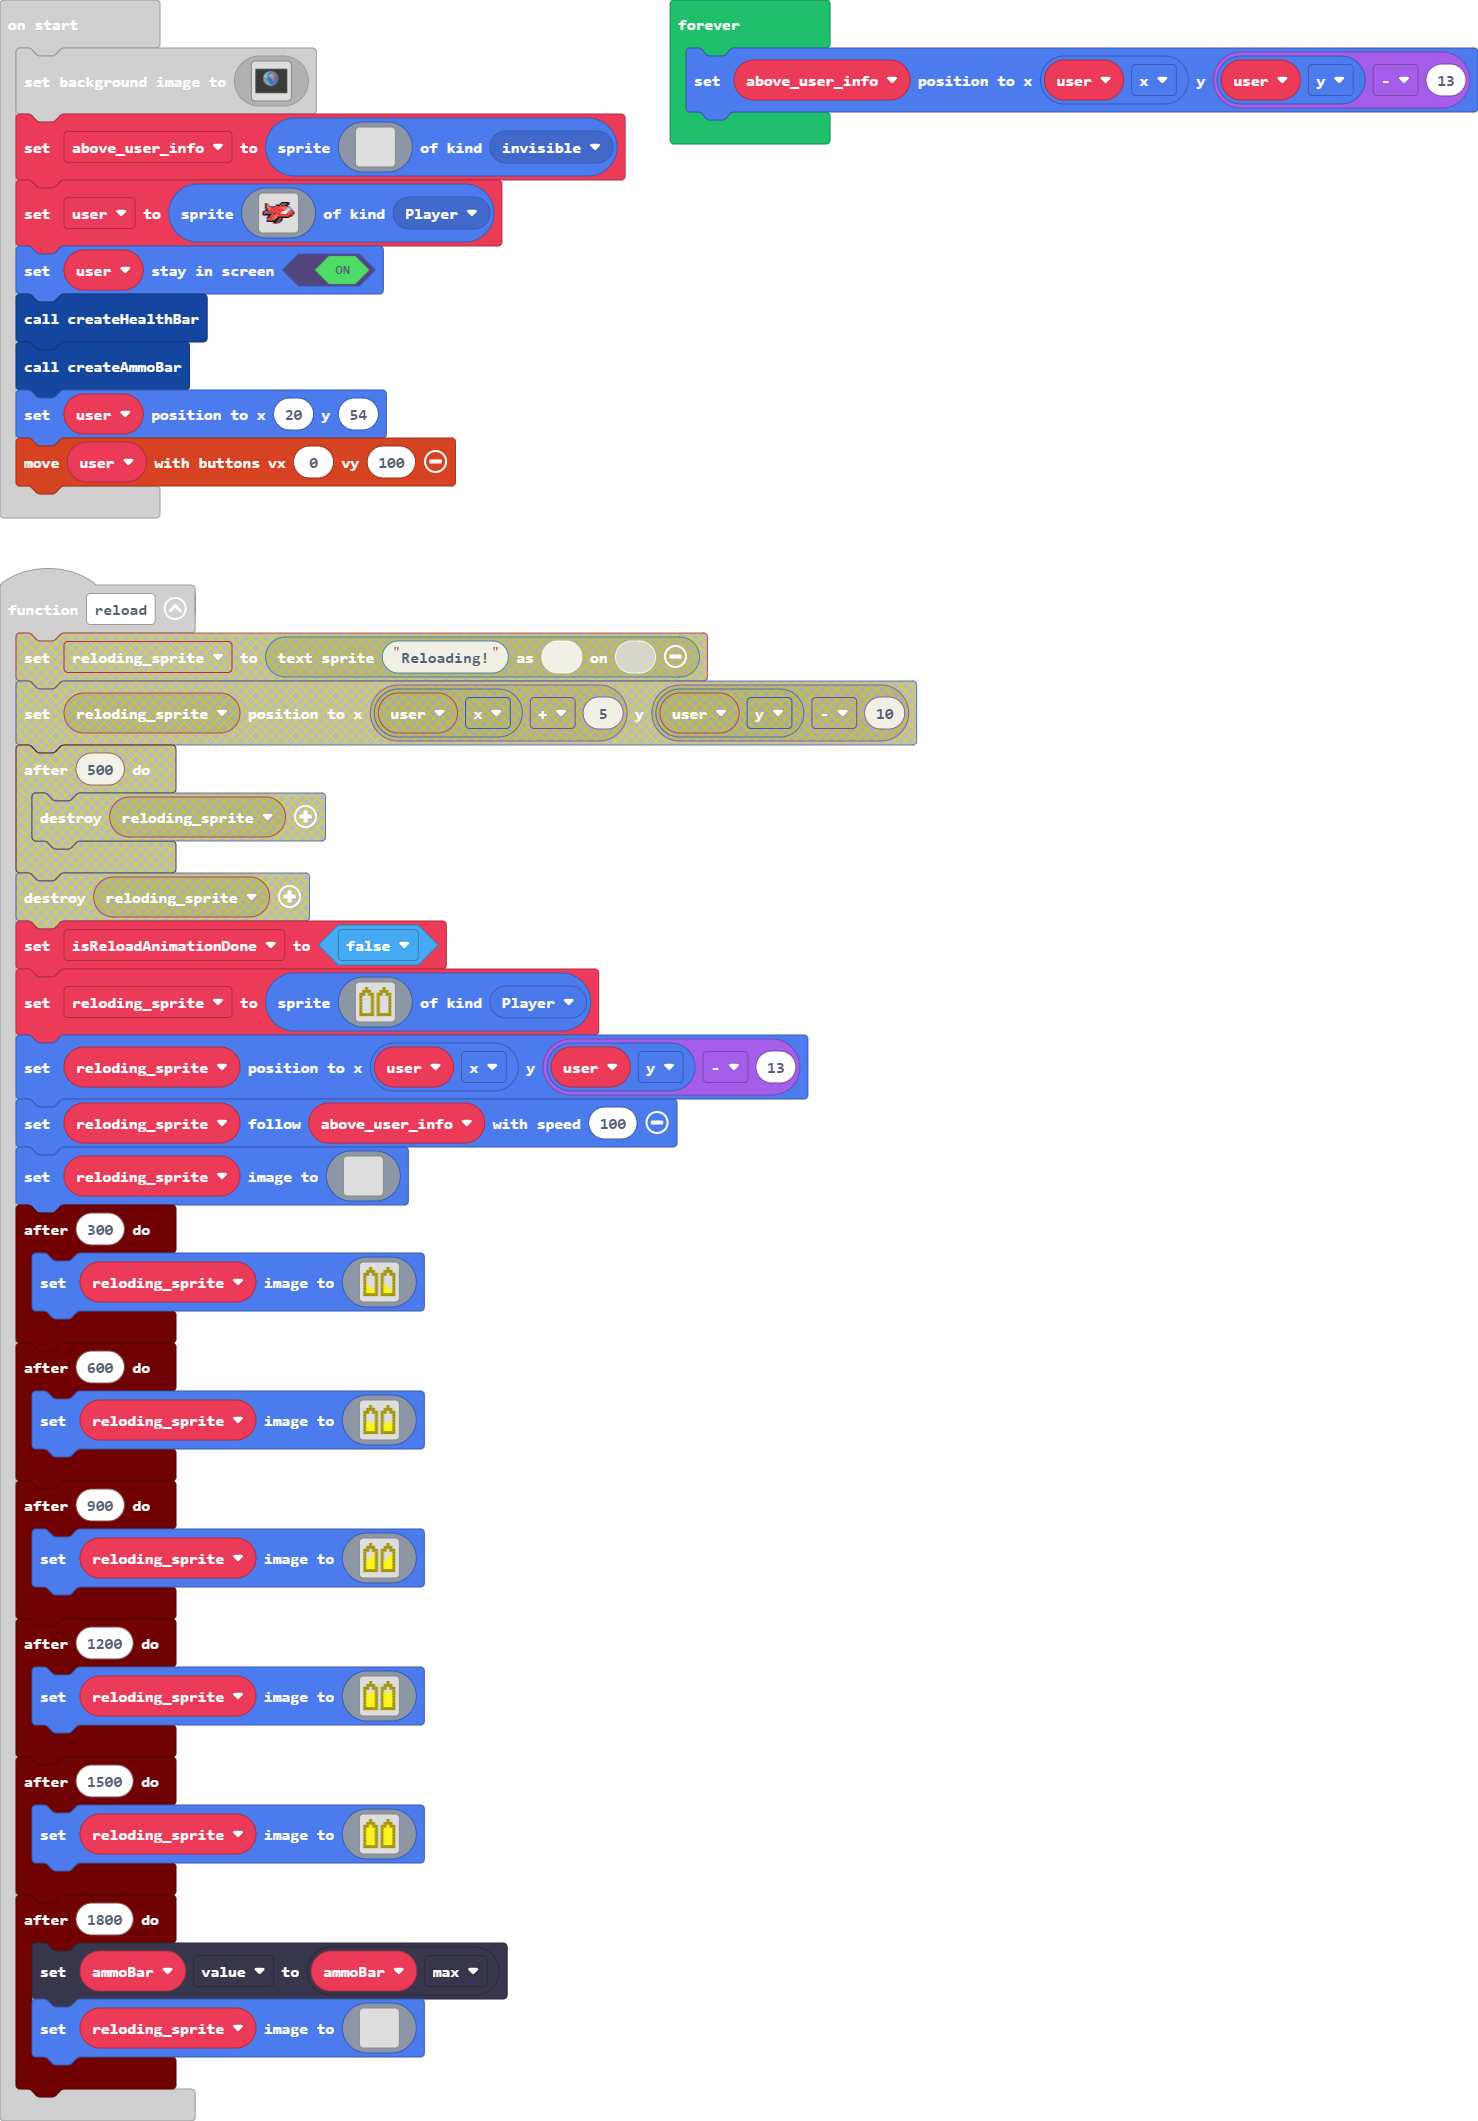 on start
set background image to
set above_user_info to sprite of kind invisible
set user to sprite of kind Player
set user stay in screen ON
call createHealthBar
call createAmmoBar
set user position to x 20 y 54
move user with buttons vx 0 vy 100
forever
set above_user_info position to x user x y user y - 13
function reload
set reloding_sprite to text sprite "Reloading!" as on
set reloding_sprite position to x user x + 5 y user y - 10
after 500 do
destroy reloding_sprite
destroy reloding_sprite
set isReloadAnimationDone to false
set reloding_sprite to sprite of kind Player
set reloding_sprite position to x user x y user y - 13
set reloding_sprite follow above_user_info with speed 100
set reloding_sprite image to
after 300 do
set reloding_sprite image to
after 600 do
set reloding_sprite image to
after 900 do
set reloding_sprite image to
after 1200 do
set reloding_sprite image to
after 1500 do
set reloding_sprite image to
after 1800 do
set ammoBar value to ammoBar max
set reloding_sprite image to